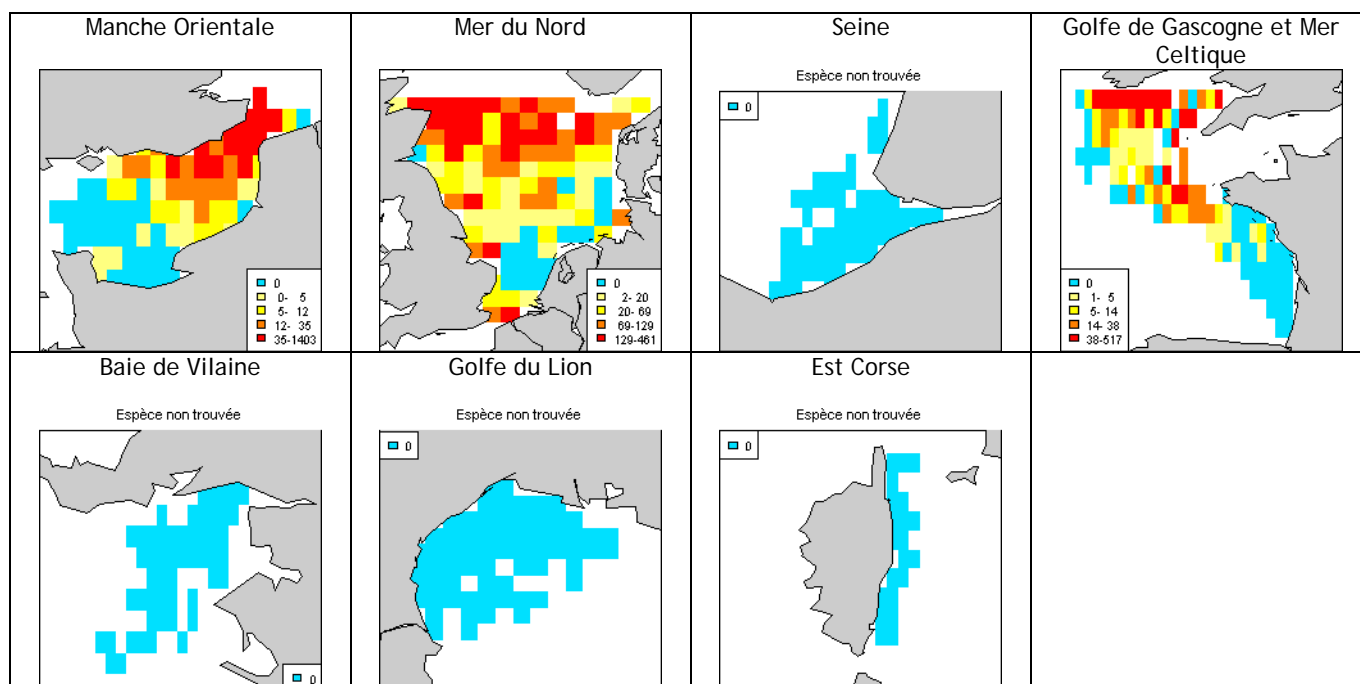 Manche Orientale
0
0- 5
5- 12
12- 35
35-1403
Mer du Nord
0
2- 20
20- 69
69-129
129-461
Seine
Espèce non trouvée
0
Golfe de Gascogne et Mer
Celtique
0
1- 5
5- 14
14- 38
38-517
Baie de Vilaine
Espèce non trouvée
0
Golfe du Lion
Espèce non trouvée
0
Est Corse
Espèce non trouvée
0